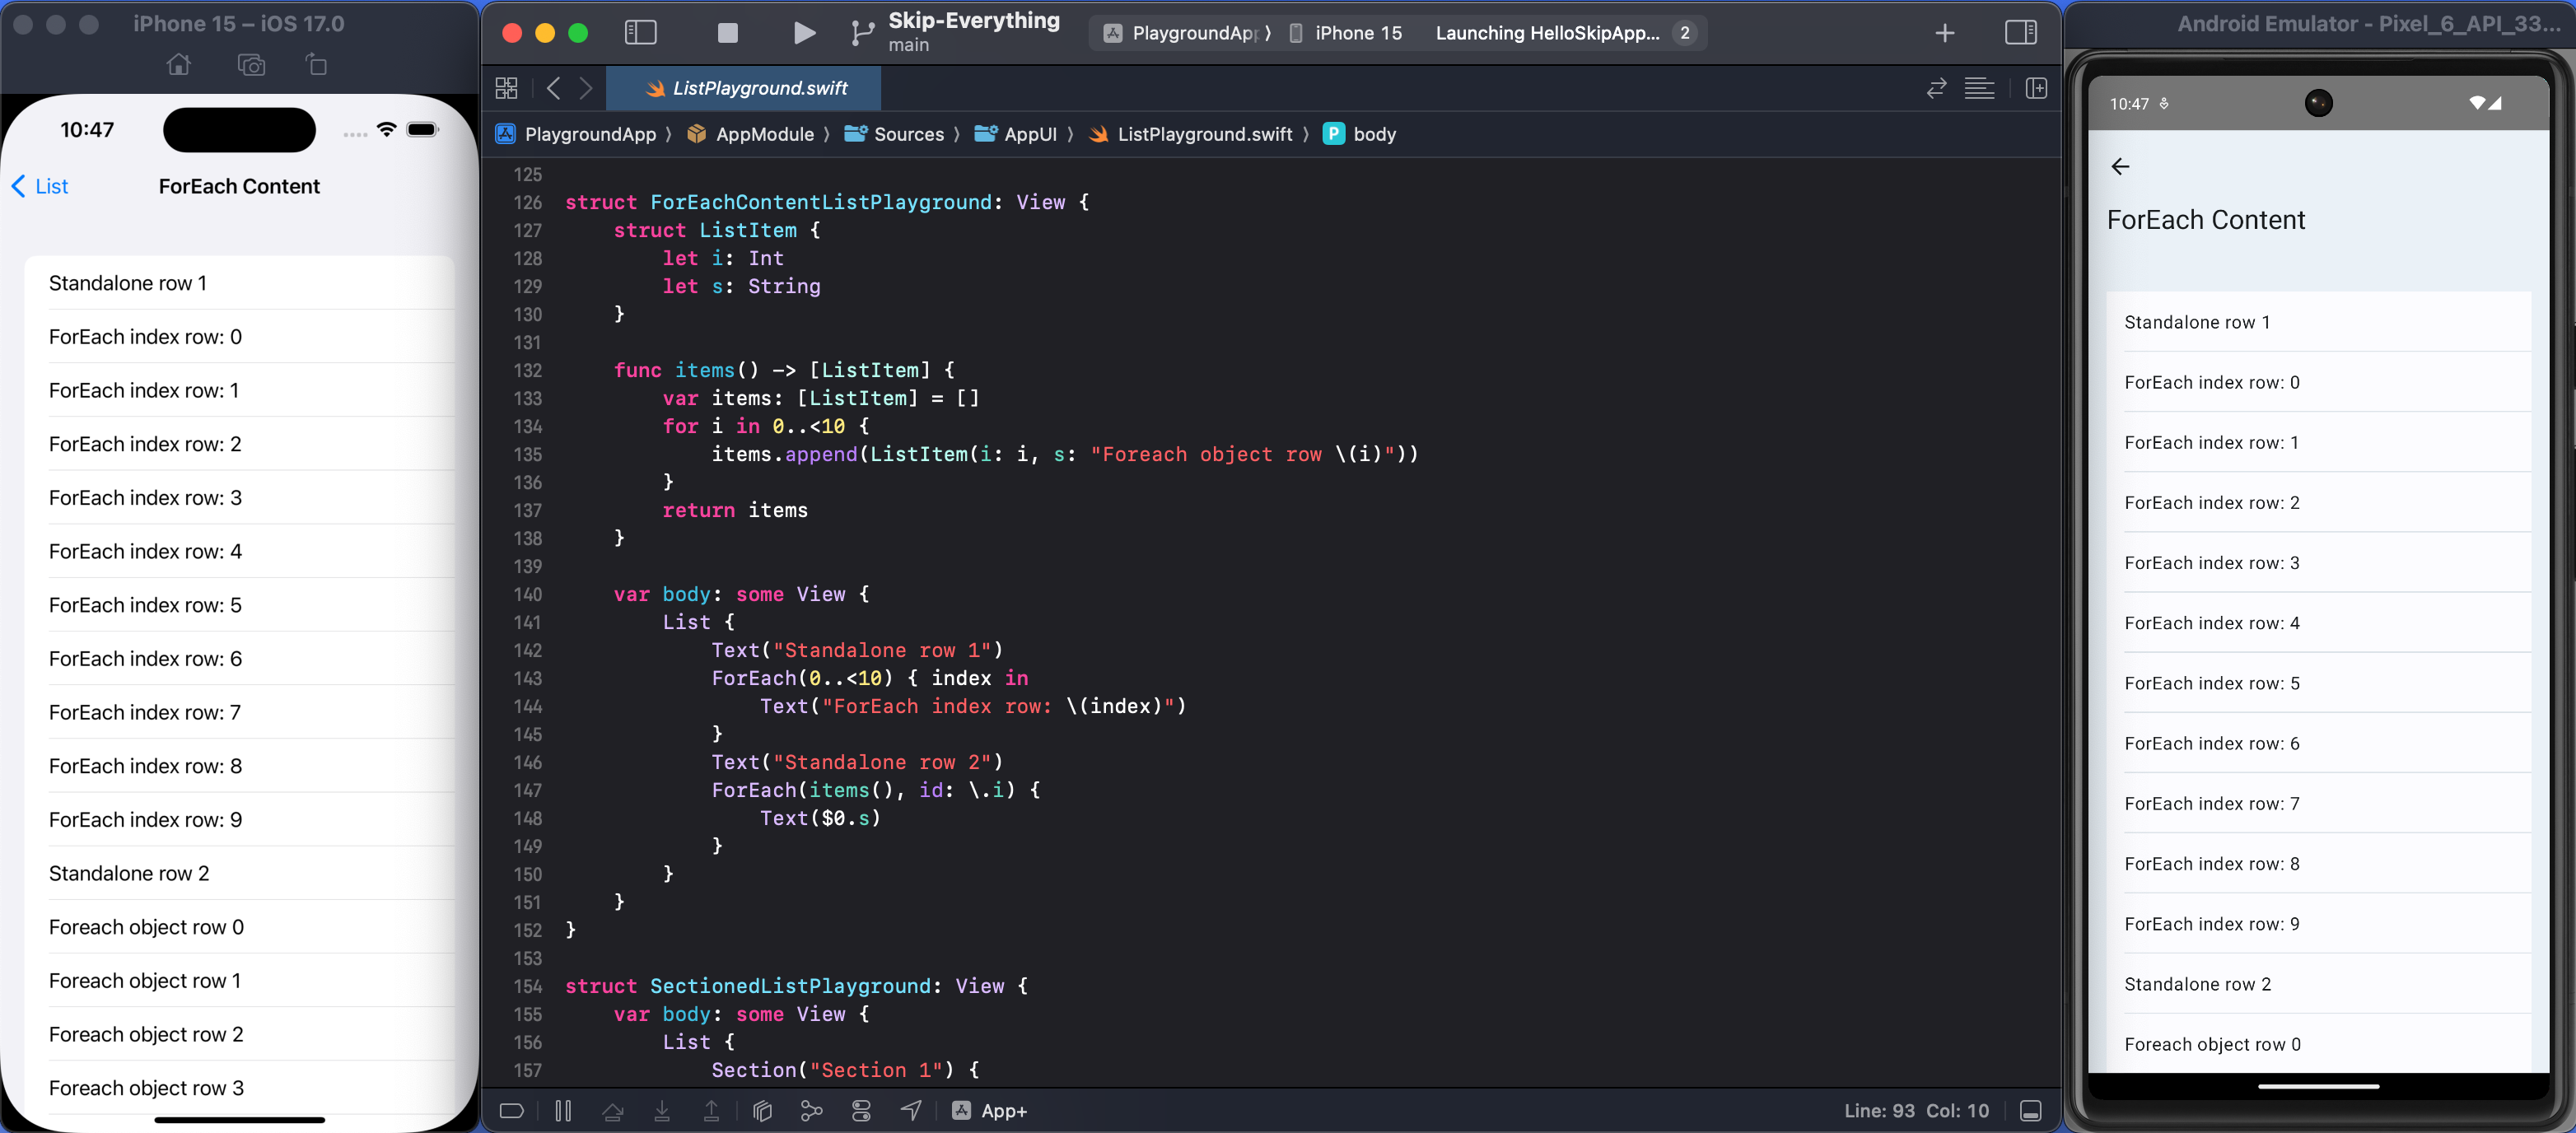 iPhone 15 – iOS 17.0
10:47
List
ForEach Content
Standalone row 1
ForEach index row: 0
ForEach index row: 1
ForEach index row: 2
ForEach index row: 3
ForEach index row: 4
ForEach index row: 5
ForEach index row: 6
ForEach index row: 7
ForEach index row: 8
ForEach index row: 9
Standalone row 2
Foreach object row 0
Foreach object row 1
Foreach object row 2
Foreach object row 3
Skip-Everything
main
PlaygroundApp ⟩ iPhone 15 Launching HelloSkipApp... 2
ListPlayground.swift
PlaygroundApp ⟩ AppModule ⟩ Sources ⟩ AppUI ⟩ ListPlayground.swift ⟩ P body
125
126 struct ForEachContentListPlayground: View {
127     struct ListItem {
128         let i: Int
129         let s: String
130     }
131
132     func items() -> [ListItem] {
133         var items: [ListItem] = []
134         for i in 0..<10 {
135             items.append(ListItem(i: i, s: "Foreach object row \(i)"))
136         }
137         return items
138     }
139
140     var body: some View {
141         List {
142             Text("Standalone row 1")
143             ForEach(0..<10) { index in
144                 Text("ForEach index row: \(index)")
145             }
146             Text("Standalone row 2")
147             ForEach(items(), id: \.i) {
148                 Text($0.s)
149             }
150         }
151     }
152 }
153
154 struct SectionedListPlayground: View {
155     var body: some View {
156         List {
157             Section("Section 1") {
App+
Line: 93 Col: 10
Android Emulator - Pixel_6_API_33...
10:47
ForEach Content
Standalone row 1
ForEach index row: 0
ForEach index row: 1
ForEach index row: 2
ForEach index row: 3
ForEach index row: 4
ForEach index row: 5
ForEach index row: 6
ForEach index row: 7
ForEach index row: 8
ForEach index row: 9
Standalone row 2
Foreach object row 0